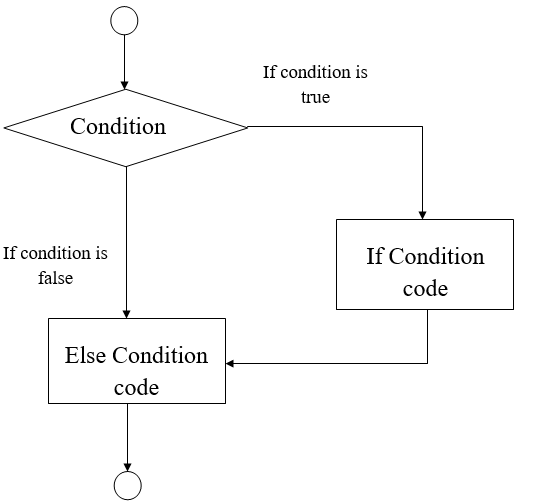 If condition is
true
Condition
If Condition
code
If condition is
false
Else Condition
code